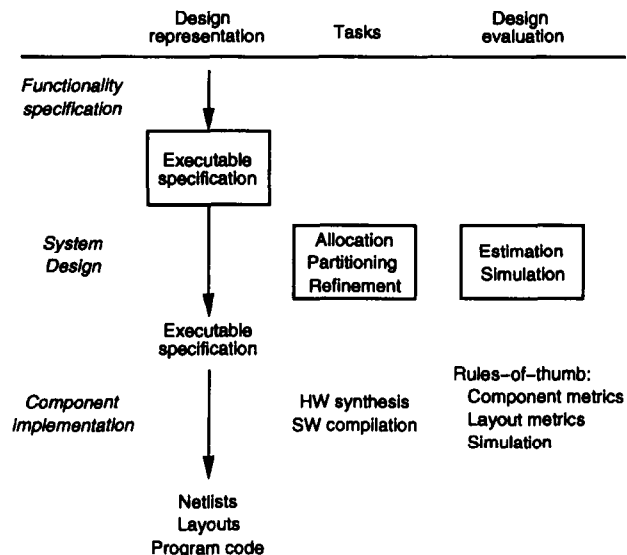 Design
representation
Tasks
Design
evaluation
Functionality
specification
Executable
specification
System
Design
Allocation
Partitioning
Refinement
Estimation
Simulation
Executable
specification
Component
implementation
HW synthesis
SW compilation
Rules-of-thumb:
Component metrics
Layout metrics
Simulation
Netlists
Layouts
Program code